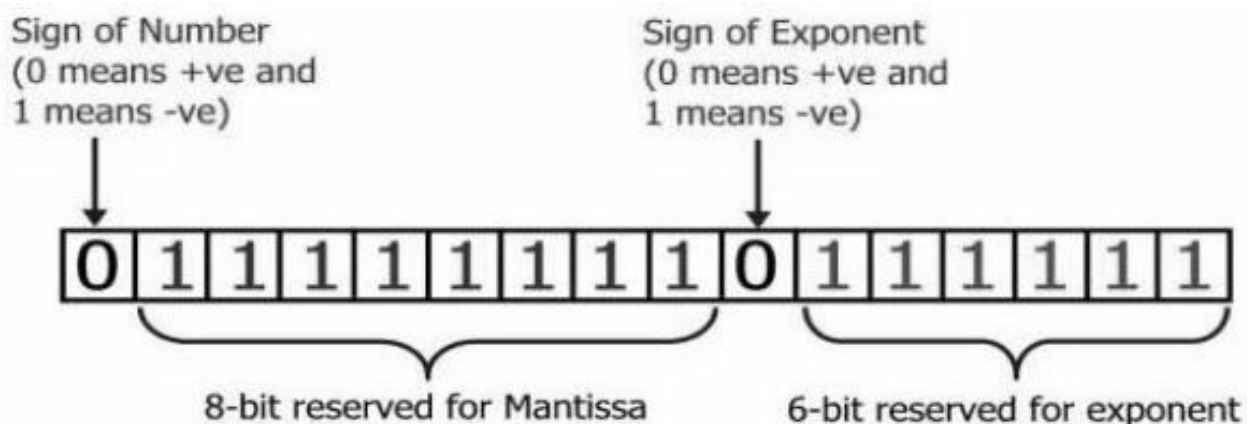 Sign of Number
(0 means +ve and
1 means -ve)
Sign of Exponent
(0 means +ve and
1 means -ve)
0 1 1 1 1 1 1 1 1 0 1 1 1 1 1 1
8-bit reserved for Mantissa
6-bit reserved for exponent